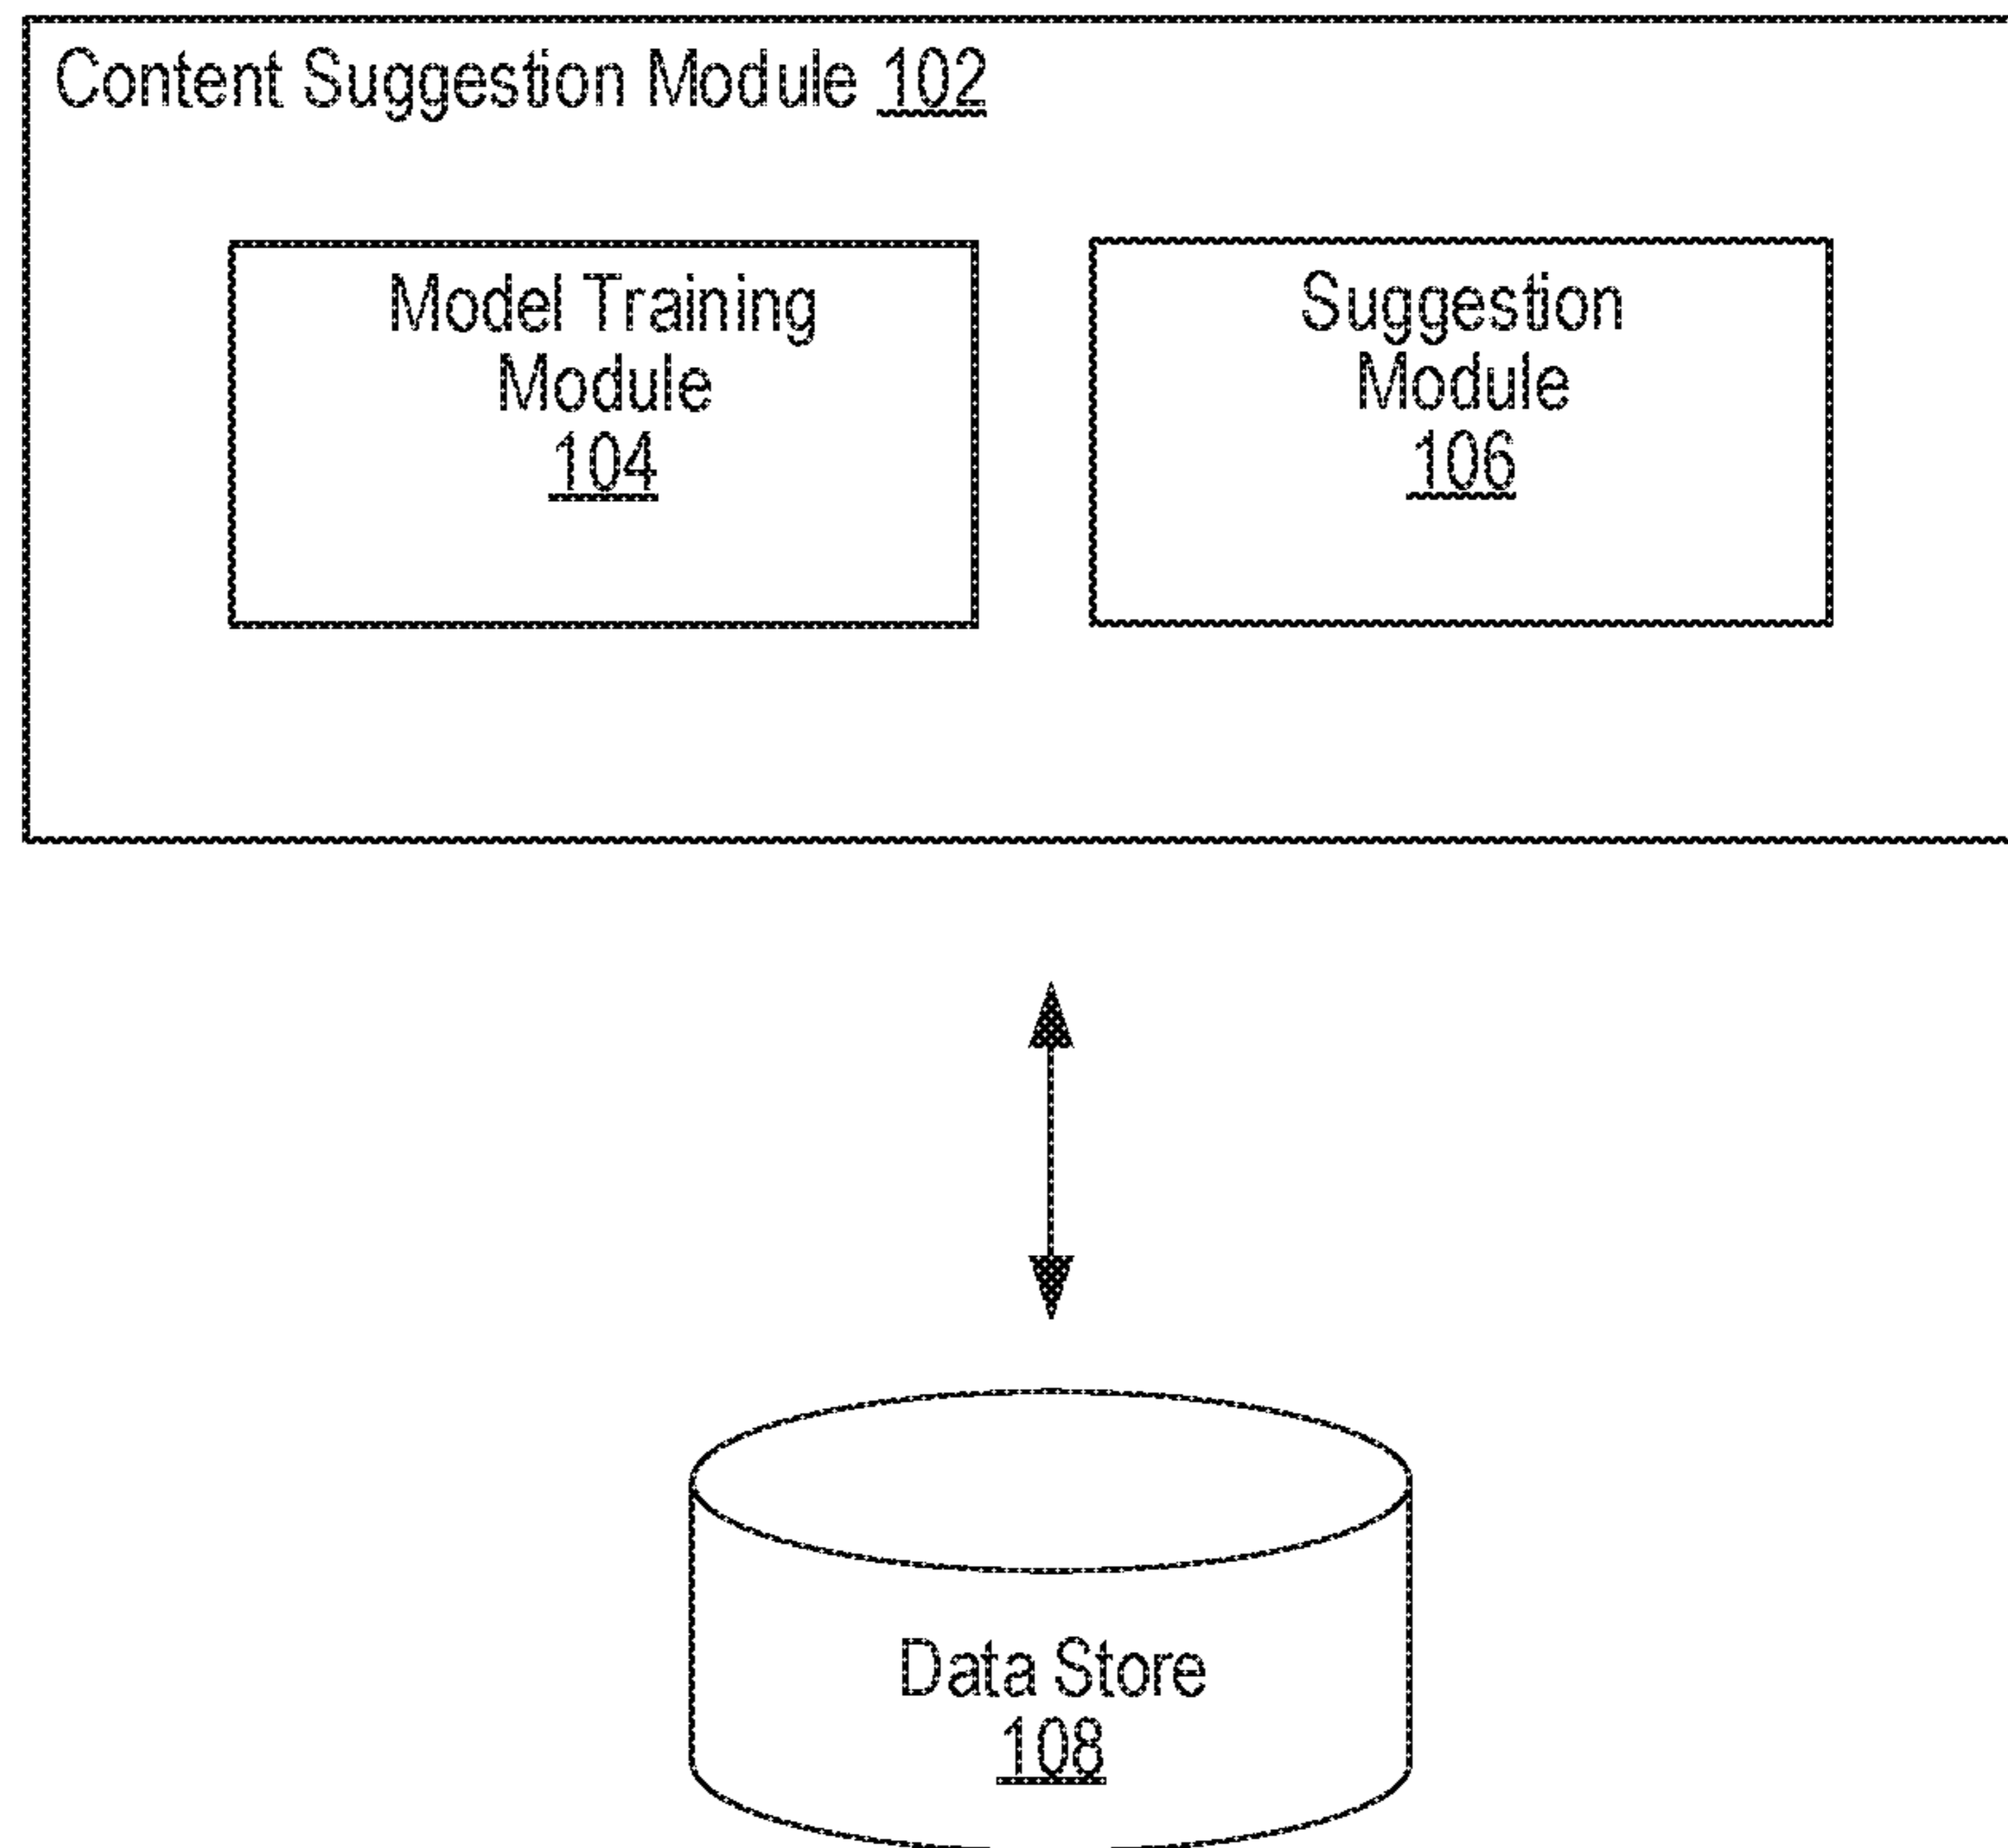 Content Suggestion Module 102
Model Training
Module
104
Suggestion
Module
106
Data Store
108